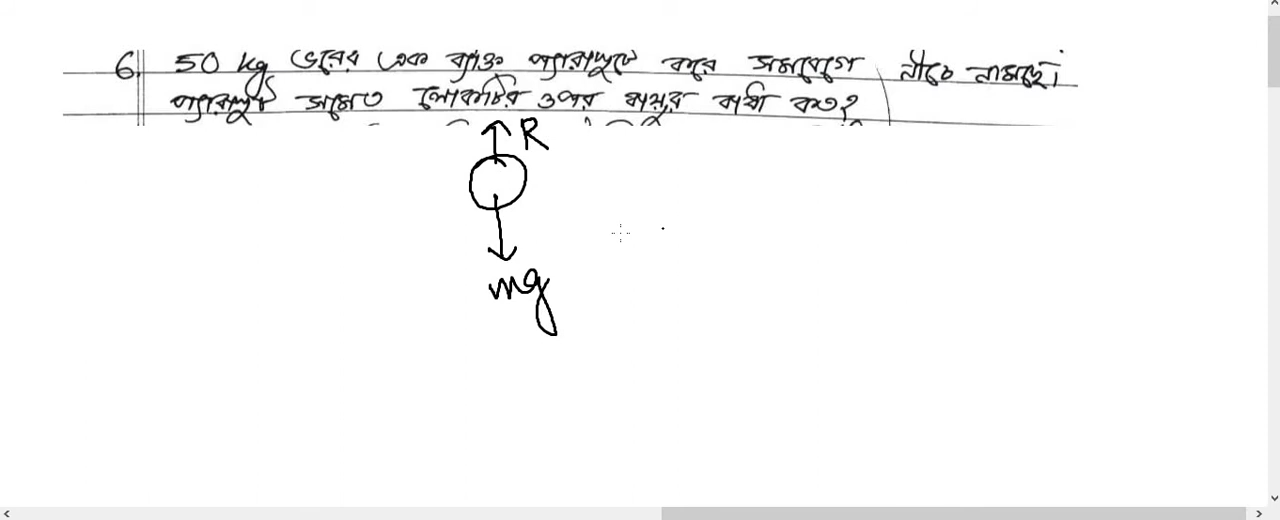 6. 50 kg ভরের এক ব্যক্তি প্যারাসুটে করে সমবেগে নীচে নামছে।
প্যারাসুট সমেত লোকটির ওপর বায়ুর বাধা কত?
R
mg